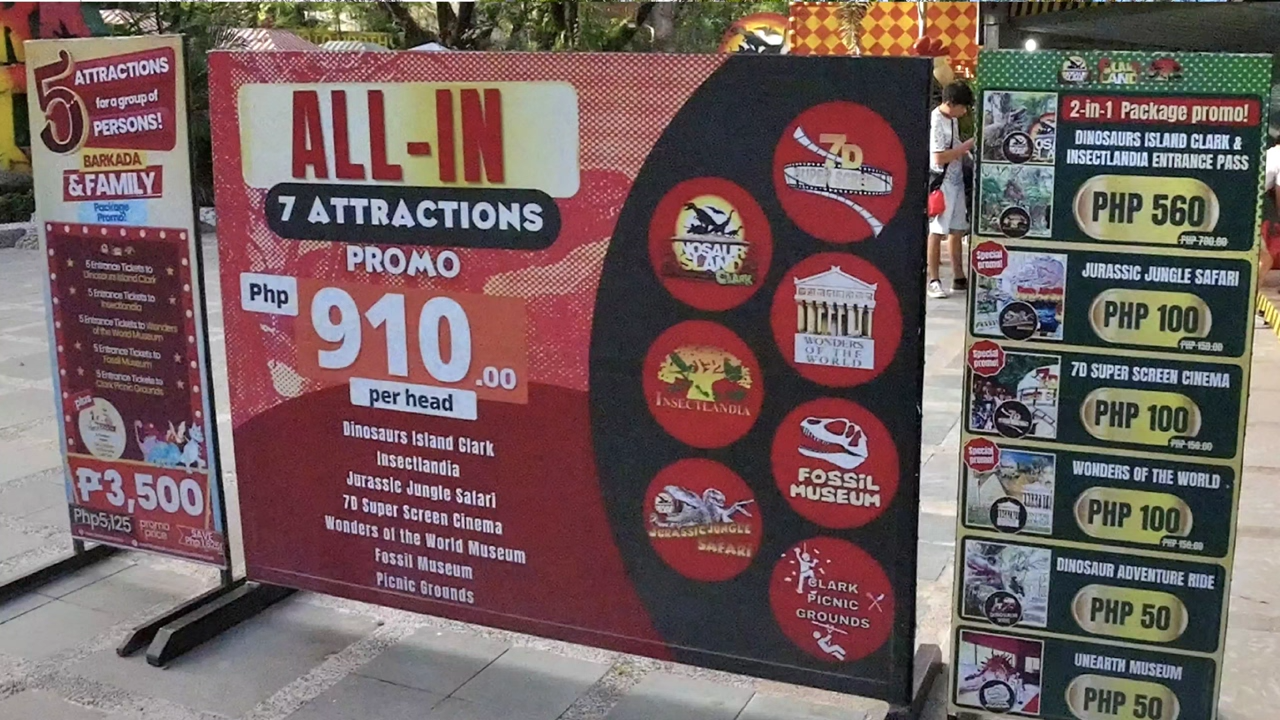 5
ATTRACTIONS
for a group of
PERSONS!
BARKADA
& FAMILY
Package
Promo!
5 Entrance Tickets to
Dinosaurs Island Clark
5 Entrance Tickets to
Insectlandia
5 Entrance Tickets to Wonders
of the World Museum
5 Entrance Tickets to
Fossil Museum
5 Entrance Tickets to
Clark Picnic Grounds
plus
₱3,500
Php5,125
promo
price
SAVE
ALL-IN
7 ATTRACTIONS
PROMO
Php
910.00
per head
Dinosaurs Island Clark
Insectlandia
Jurassic Jungle Safari
7D Super Screen Cinema
Wonders of the World Museum
Fossil Museum
Picnic Grounds
7D
NOSAUR
ISLAND
CLARK
WONDERS
OF THE
WORLD
INSECTLANDIA
FOSSIL
MUSEUM
JURASSIC JUNGLE
SAFARI
CLARK
PICNIC
GROUNDS
2-in-1 Package promo!
DINOSAURS ISLAND CLARK &
INSECTLANDIA ENTRANCE PASS
PHP 560
PHP 700.00
Special
promo!
JURASSIC JUNGLE SAFARI
PHP 100
PHP 150.00
Special
promo!
7D SUPER SCREEN CINEMA
PHP 100
PHP 150.00
Special
promo!
WONDERS OF THE WORLD
PHP 100
PHP 150.00
DINOSAUR ADVENTURE RIDE
PHP 50
UNEARTH MUSEUM
PHP 50